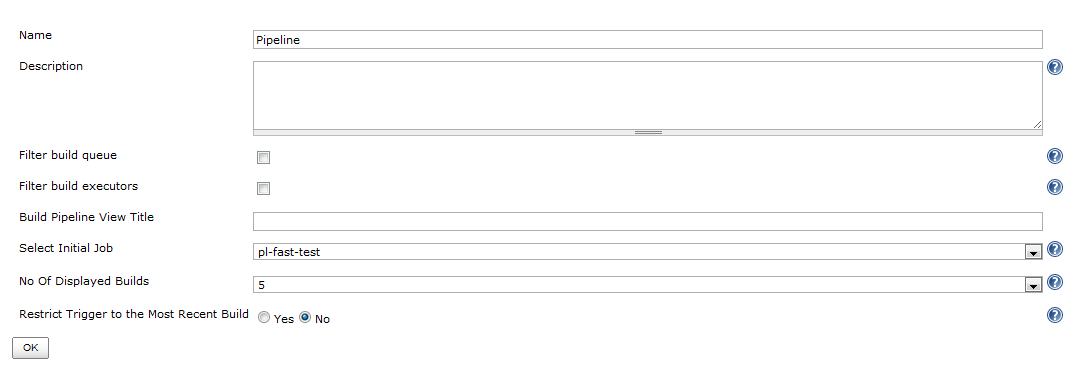 Name Pipeline
Description
Filter build queue
Filter build executors
Build Pipeline View Title
Select Initial Job pl-fast-test
No Of Displayed Builds 5
Restrict Trigger to the Most Recent Build Yes No
OK